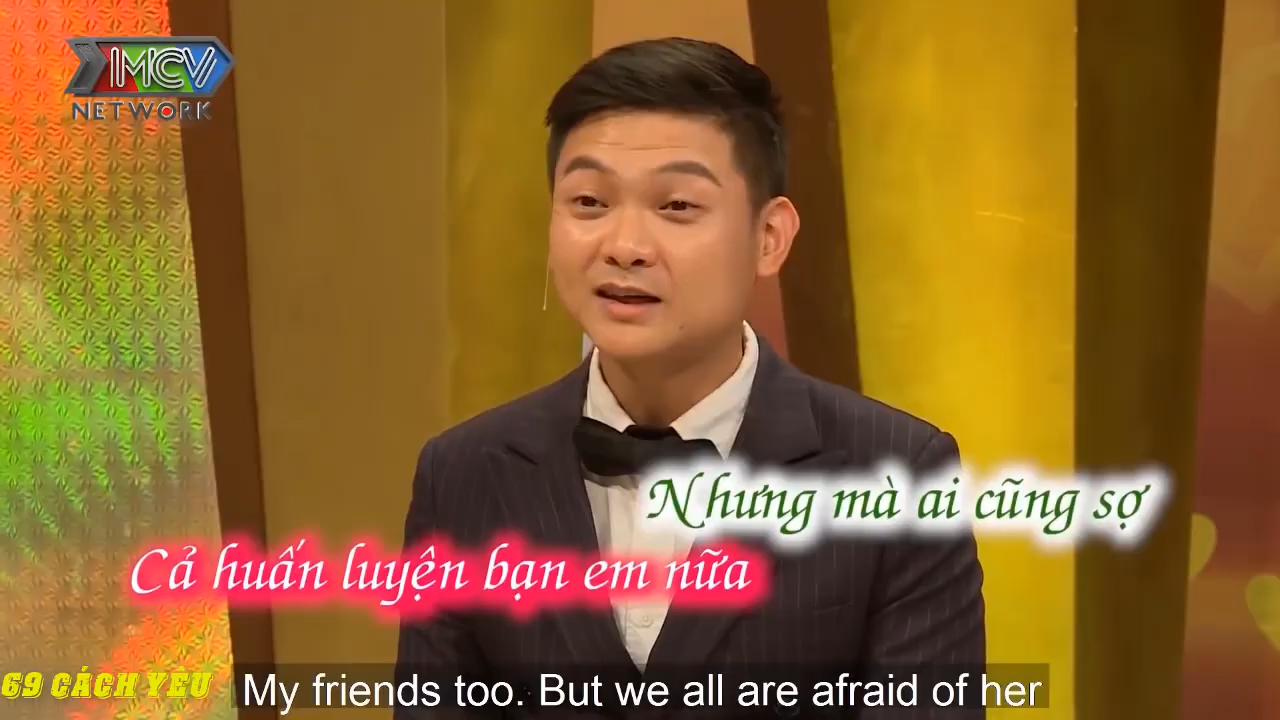 MCV
NETWORK
Nhưng mà ai cũng sợ
Cả huấn luyện bạn em nữa
69 CÁCH YÊU
My friends too. But we all are afraid of her